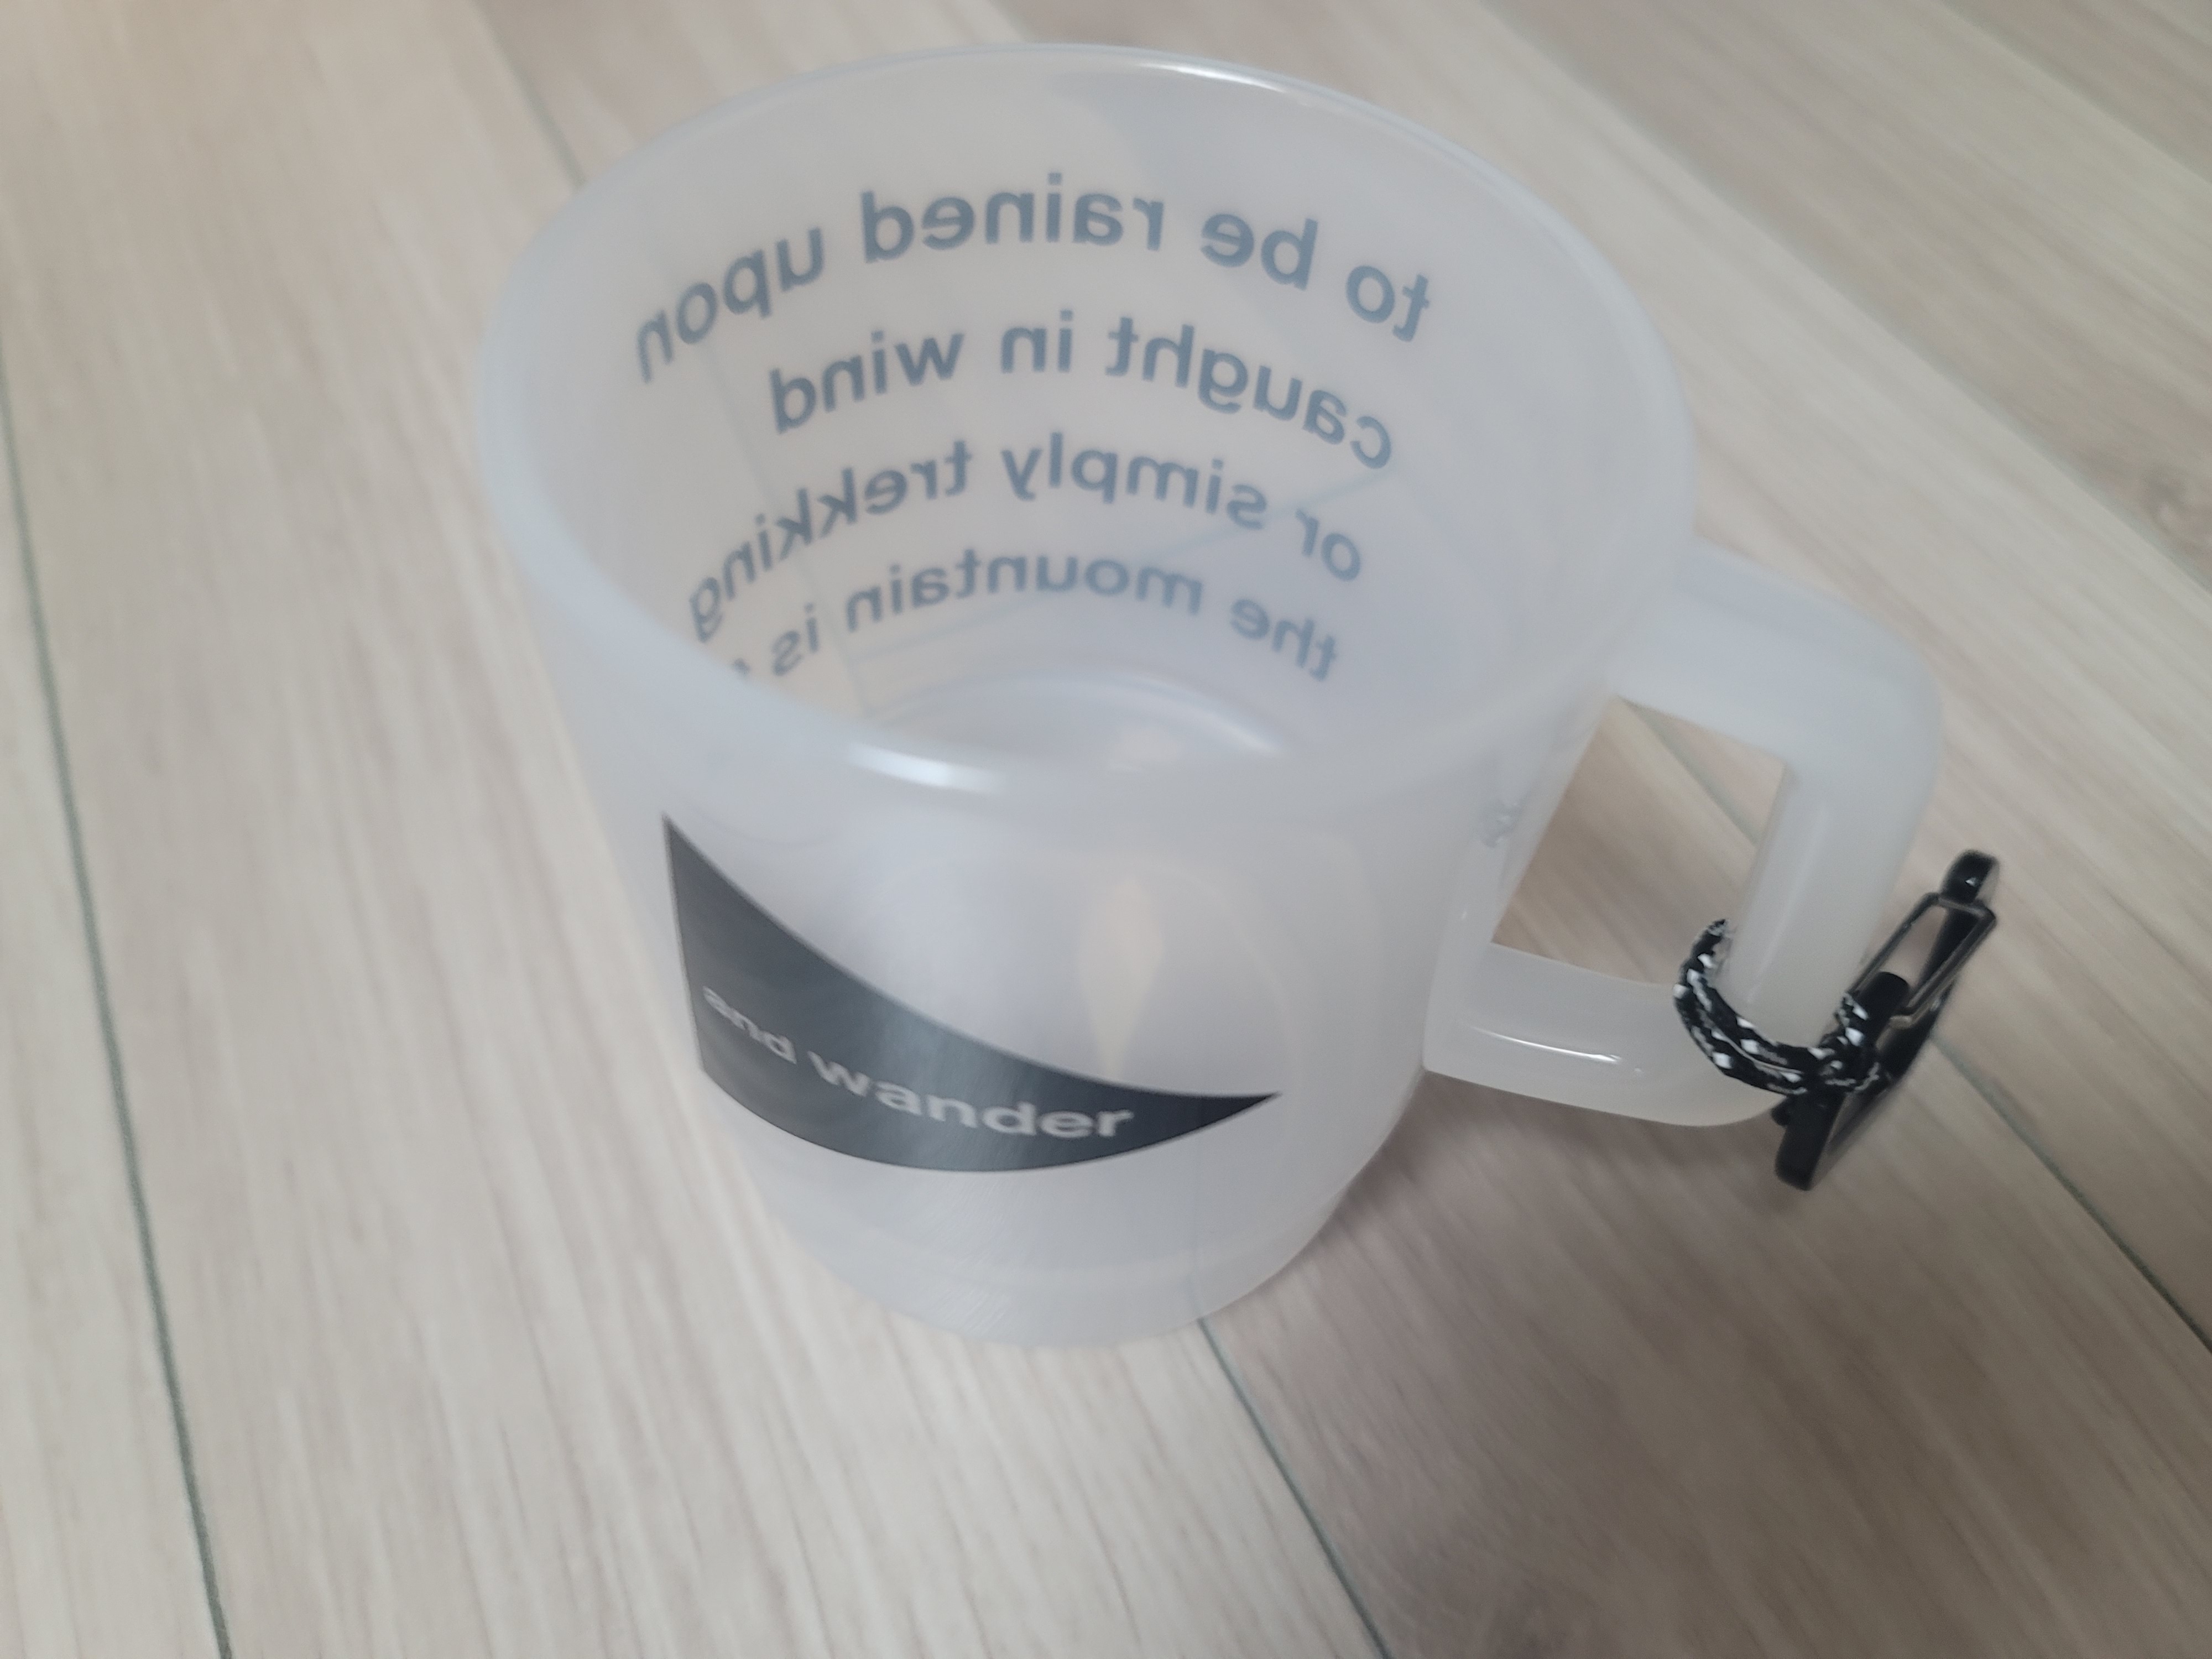 to be rained upon
caught in wind
or simply trekking
the mountain is
and wander